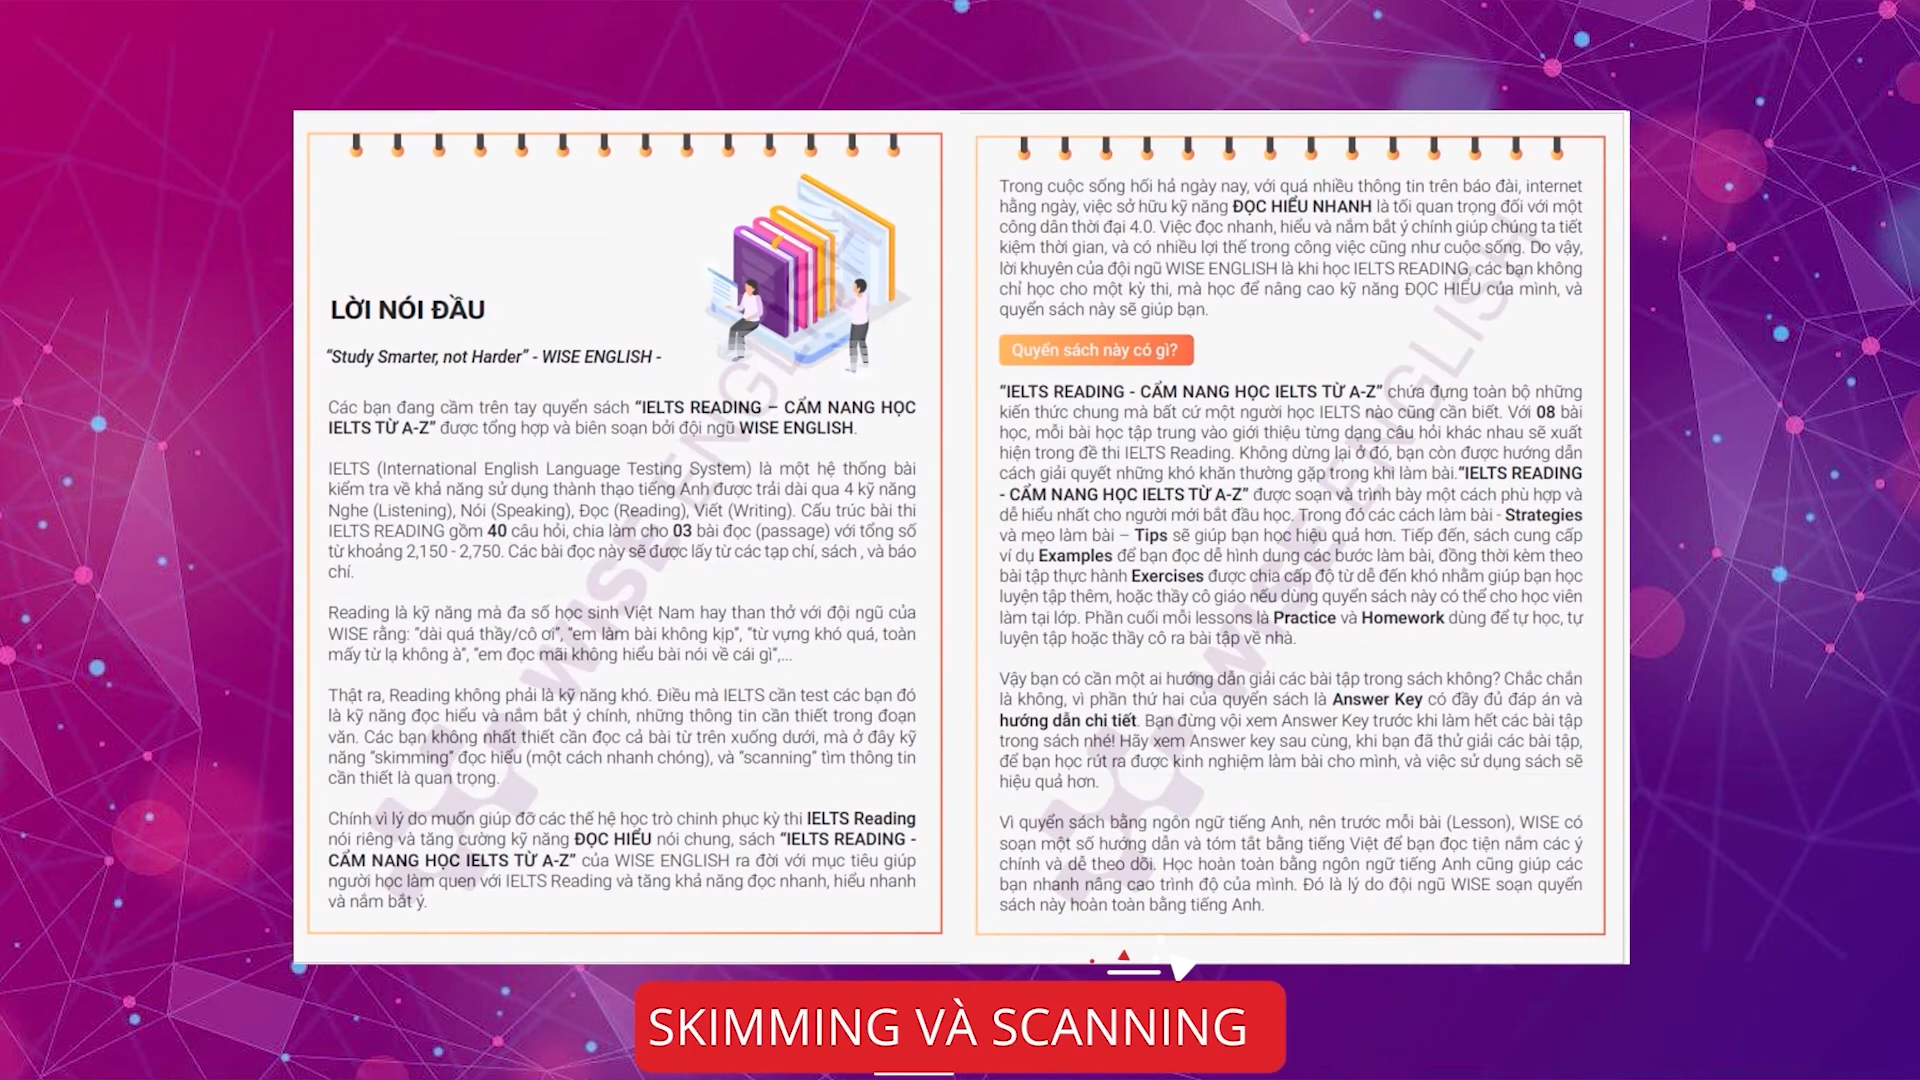 LỜI NÓI ĐẦU
“Study Smarter, not Harder” - WISE ENGLISH -
Các bạn đang cầm trên tay quyển sách “IELTS READING – CẨM NANG HỌC
IELTS TỪ A-Z” được tổng hợp và biên soạn bởi đội ngũ WISE ENGLISH.
IELTS (International English Language Testing System) là một hệ thống bài
kiểm tra về khả năng sử dụng thành thạo tiếng Anh được trải dài qua 4 kỹ năng
Nghe (Listening), Nói (Speaking), Đọc (Reading), Viết (Writing). Cấu trúc bài thi
IELTS READING gồm 40 câu hỏi, chia làm cho 03 bài đọc (passage) với tổng số
từ khoảng 2,150 - 2,750. Các bài đọc này sẽ được lấy từ các tạp chí, sách , và báo
chí.
Reading là kỹ năng mà đa số học sinh Việt Nam hay than thở với đội ngũ của
WISE rằng: “dài quá thầy/cô ơi”, “em làm bài không kịp”, “từ vựng khó quá, toàn
mấy từ lạ không à”, “em đọc mãi không hiểu bài nói về cái gì”,...
Thật ra, Reading không phải là kỹ năng khó. Điều mà IELTS cần test các bạn đó
là kỹ năng đọc hiểu và nắm bắt ý chính, những thông tin cần thiết trong đoạn
văn. Các bạn không nhất thiết cần đọc cả bài từ trên xuống dưới, mà ở đây kỹ
năng “skimming” đọc hiểu (một cách nhanh chóng), và “scanning” tìm thông tin
cần thiết là quan trọng.
Chính vì lý do muốn giúp đỡ các thế hệ học trò chinh phục kỳ thi IELTS Reading
nói riêng và tăng cường kỹ năng ĐỌC HIỂU nói chung, sách “IELTS READING -
CẨM NANG HỌC IELTS TỪ A-Z” của WISE ENGLISH ra đời với mục tiêu giúp
người học làm quen với IELTS Reading và tăng khả năng đọc nhanh, hiểu nhanh
và nắm bắt ý.
WISE ENGLISH
Trong cuộc sống hối hả ngày nay, với quá nhiều thông tin trên báo đài, internet
hằng ngày, việc sở hữu kỹ năng ĐỌC HIỂU NHANH là tối quan trọng đối với một
công dân thời đại 4.0. Việc đọc nhanh, hiểu và nắm bắt ý chính giúp chúng ta tiết
kiệm thời gian, và có nhiều lợi thế trong công việc cũng như cuộc sống. Do vậy,
lời khuyên của đội ngũ WISE ENGLISH là khi học IELTS READING, các bạn không
chỉ học cho một kỳ thi, mà học để nâng cao kỹ năng ĐỌC HIỂU của mình, và
quyển sách này sẽ giúp bạn.
Quyển sách này có gì?
“IELTS READING - CẨM NANG HỌC IELTS TỪ A-Z” chứa đựng toàn bộ những
kiến thức chung mà bất cứ một người học IELTS nào cũng cần biết. Với 08 bài
học, mỗi bài học tập trung vào giới thiệu từng dạng câu hỏi khác nhau sẽ xuất
hiện trong đề thi IELTS Reading. Không dừng lại ở đó, bạn còn được hướng dẫn
cách giải quyết những khó khăn thường gặp trong khi làm bài.“IELTS READING
- CẨM NANG HỌC IELTS TỪ A-Z” được soạn và trình bày một cách phù hợp và
dễ hiểu nhất cho người mới bắt đầu học. Trong đó các cách làm bài - Strategies
và mẹo làm bài – Tips sẽ giúp bạn học hiệu quả hơn. Tiếp đến, sách cung cấp
ví dụ Examples để bạn đọc dễ hình dung các bước làm bài, đồng thời kèm theo
bài tập thực hành Exercises được chia cấp độ từ dễ đến khó nhằm giúp bạn học
luyện tập thêm, hoặc thầy cô giáo nếu dùng quyển sách này có thể cho học viên
làm tại lớp. Phần cuối mỗi lesson là Practice và Homework dùng để tự học, tự
luyện tập hoặc thầy cô ra bài tập về nhà.
Vậy bạn có cần một ai hướng dẫn giải các bài tập trong sách không? Chắc chắn
là không, vì phần thứ hai của quyển sách là Answer Key có đầy đủ đáp án và
hướng dẫn chi tiết. Bạn đừng vội xem Answer Key trước khi làm hết các bài tập
trong sách nhé! Hãy xem Answer key sau cùng, khi bạn đã thử giải các bài tập,
để bạn học rút ra được kinh nghiệm làm bài cho mình, và việc sử dụng sách sẽ
hiệu quả hơn.
Vì quyển sách bằng ngôn ngữ tiếng Anh, nên trước mỗi bài (Lesson), WISE có
soạn một số hướng dẫn và tóm tắt bằng tiếng Việt để bạn đọc tiện nắm các ý
chính và dễ theo dõi. Học hoàn toàn bằng ngôn ngữ tiếng Anh cũng giúp các
bạn nhanh nâng cao trình độ của mình. Đó là lý do đội ngũ WISE soạn quyển
sách này hoàn toàn bằng tiếng Anh.
WISE ENGLISH
SKIMMING VÀ SCANNING